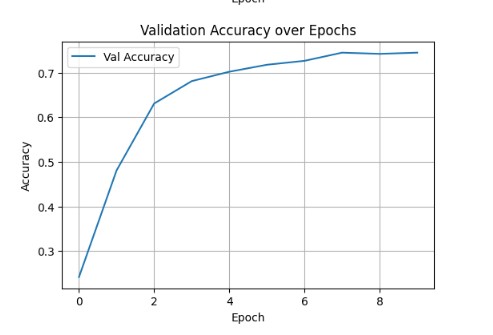 Epoch
Validation Accuracy over Epochs
Val Accuracy
0.7
0.6
0.5
0.4
0.3
Accuracy
0 2 4 6 8
Epoch